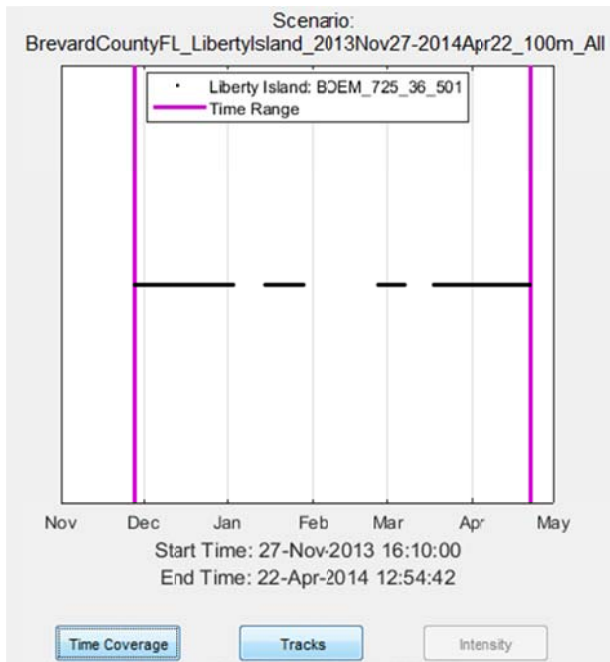 Scenario:
BrevardCountyFL_LibertyIsland_2013Nov27-2014Apr22_100m_All
Liberty Island: BOEM_725_36_501
Time Range
Nov Dec Jan Feb Mar Apr May
Start Time: 27-Nov-2013 16:10:00
End Time: 22-Apr-2014 12:54:42
Time Coverage Tracks Intensity